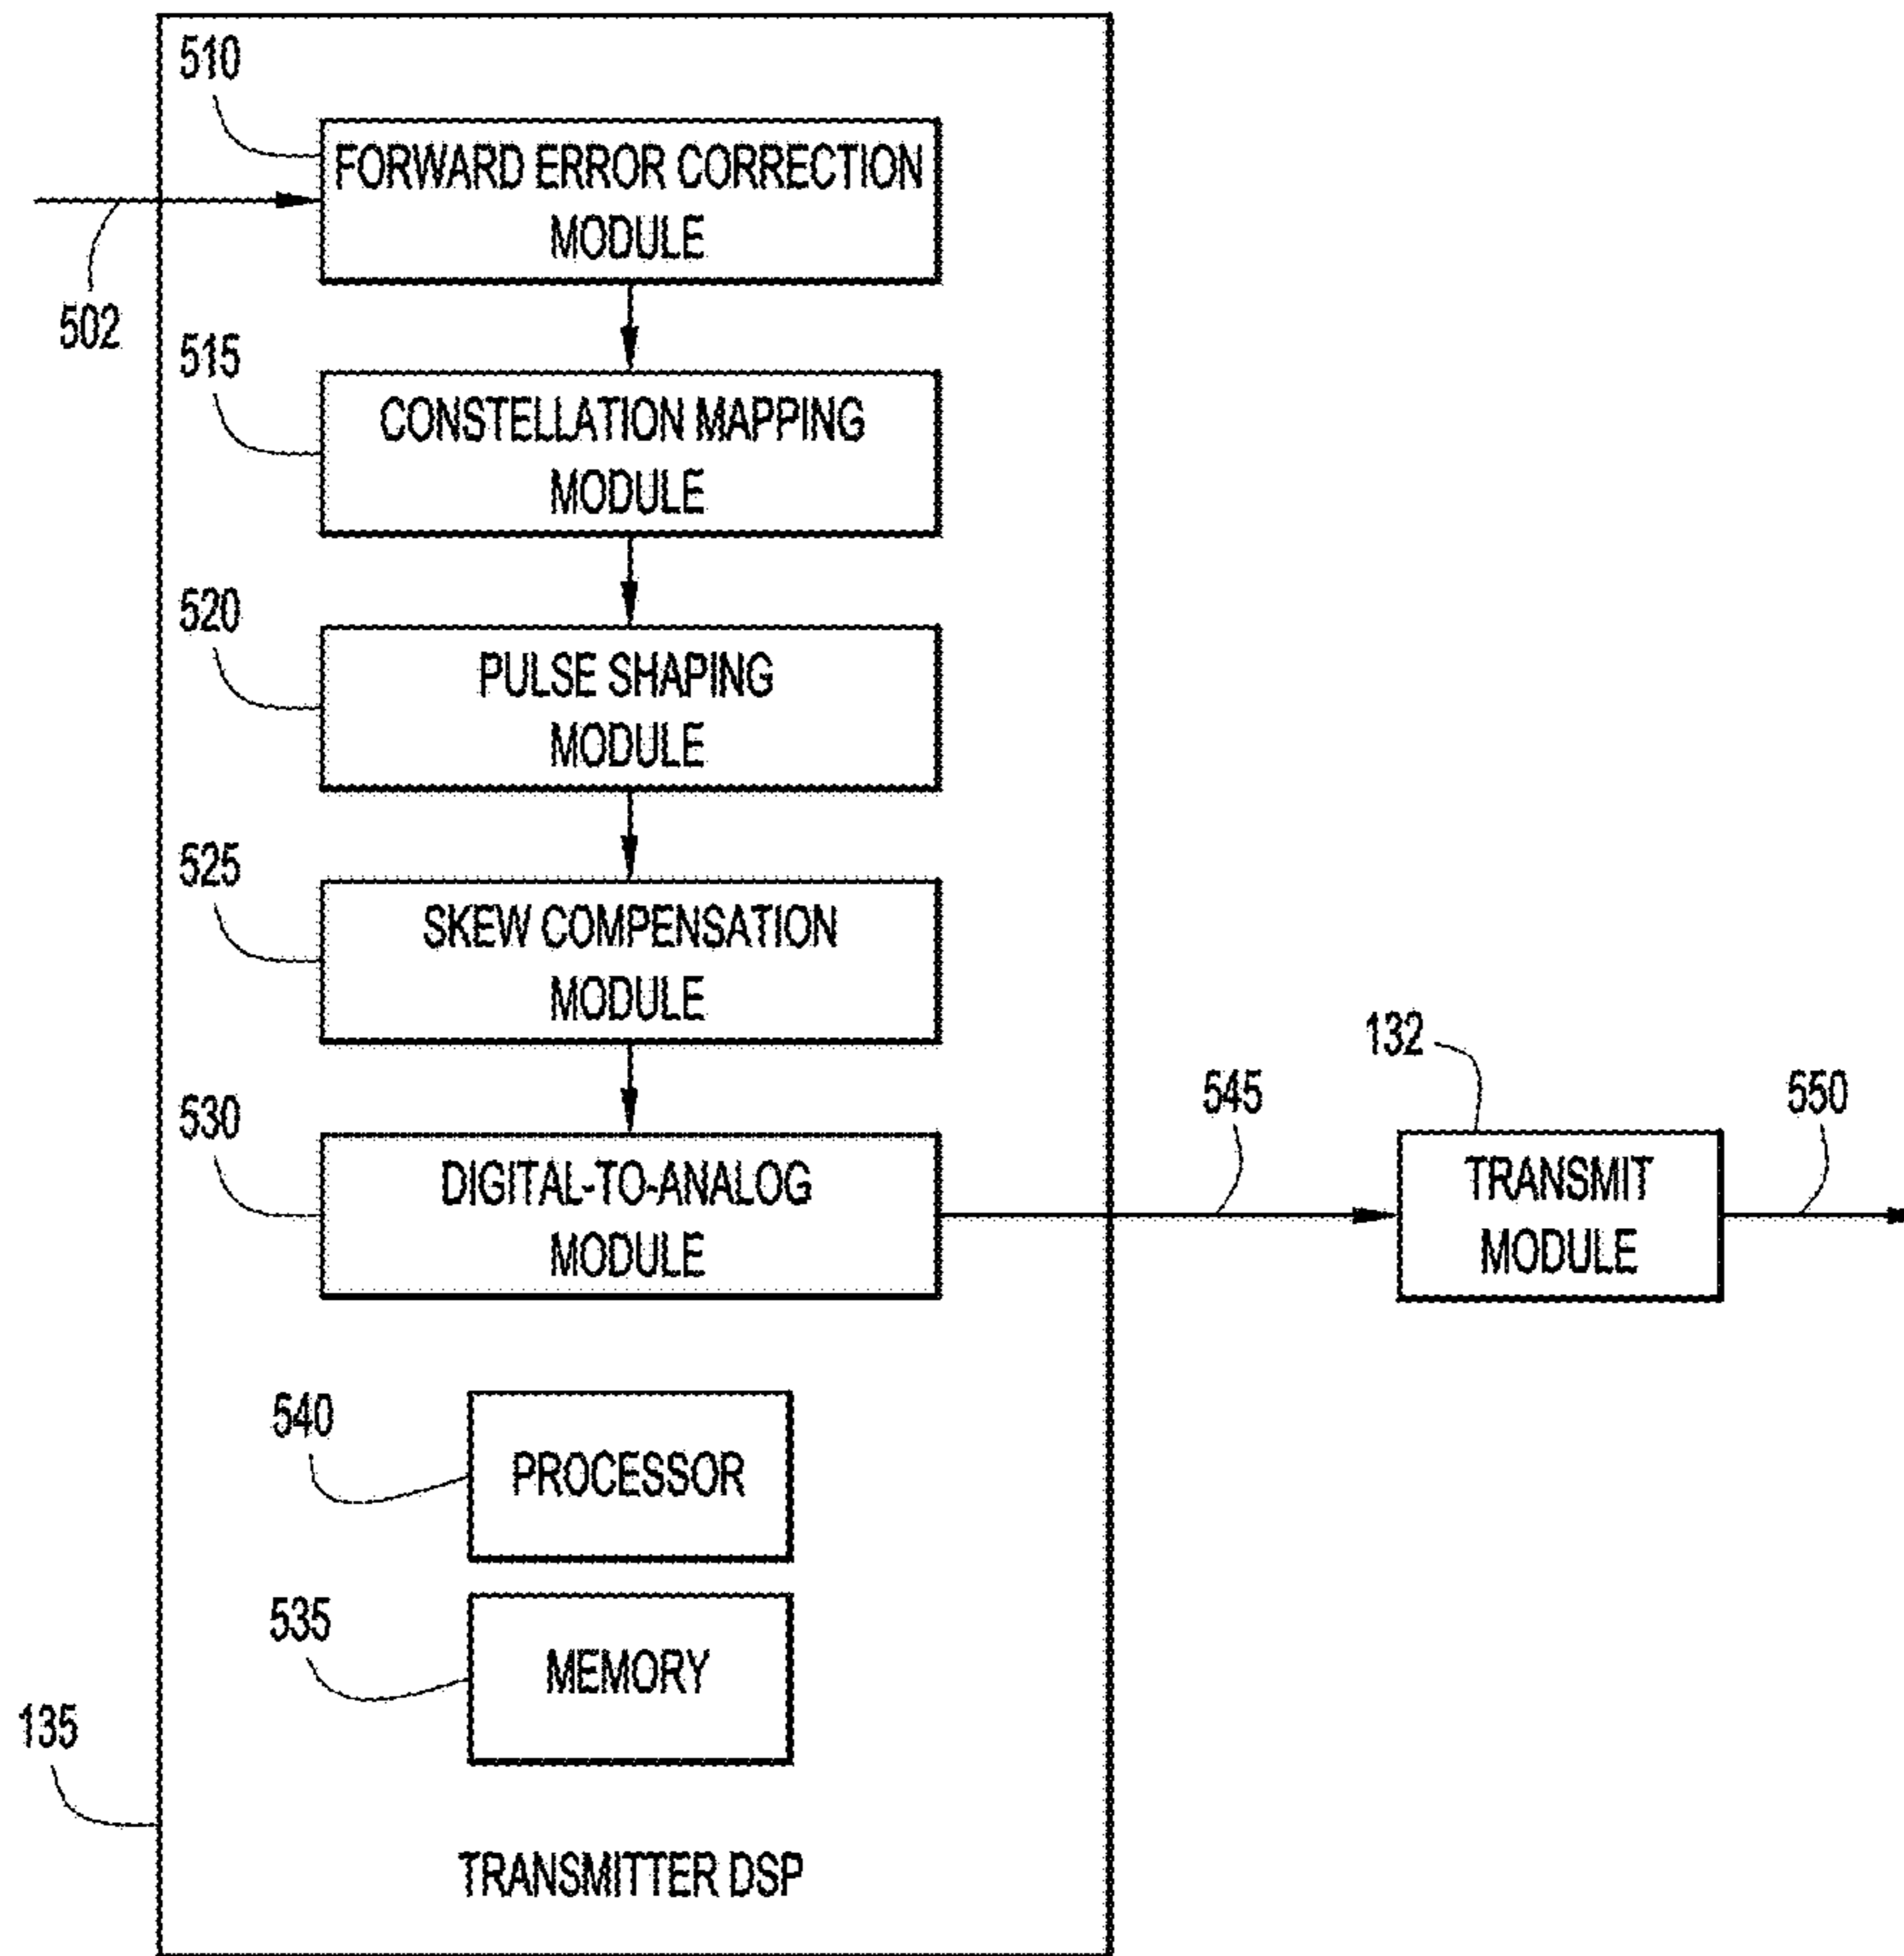 510
FORWARD ERROR CORRECTION
MODULE
502
515
CONSTELLATION MAPPING
MODULE
520
PULSE SHAPING
MODULE
525
SKEW COMPENSATION
MODULE
530
DIGITAL-TO-ANALOG
MODULE
545
132
TRANSMIT
MODULE
550
540
PROCESSOR
535
MEMORY
135
TRANSMITTER DSP